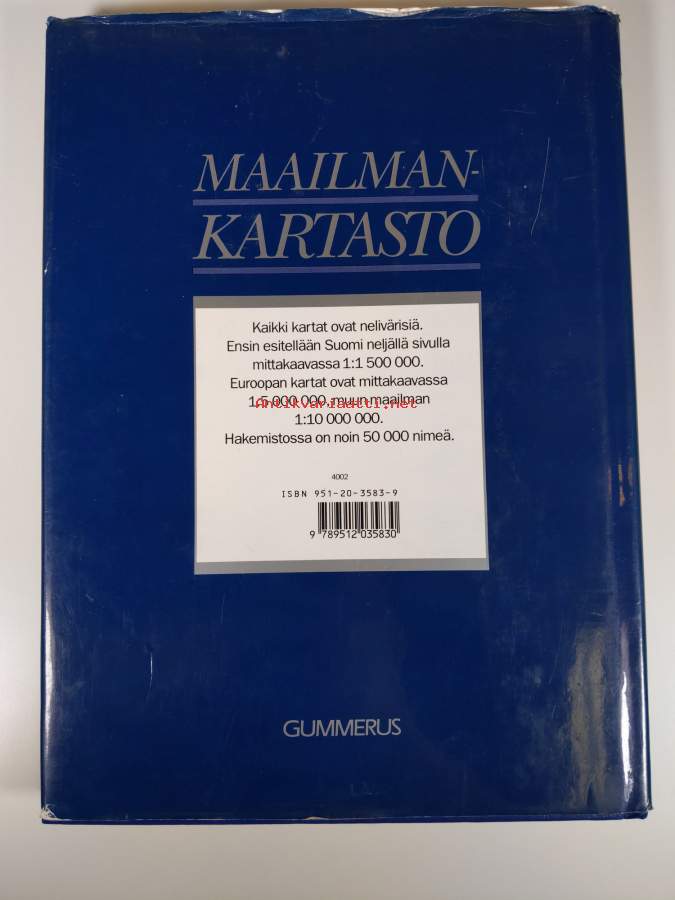 MAAILMAN-
KARTASTO
Kaikki kartat ovat nelivärisiä.
Ensin esitellään Suomi neljällä sivulla
mittakaavassa 1:1 500 000.
Euroopan kartat ovat mittakaavassa
1:5 000 000, muun maailman
Antikvariaatti.net
1:10 000 000.
Hakemistossa on noin 50 000 nimeä.
4002
ISBN 951-20-3583-9
9 789512 035830
GUMMERUS